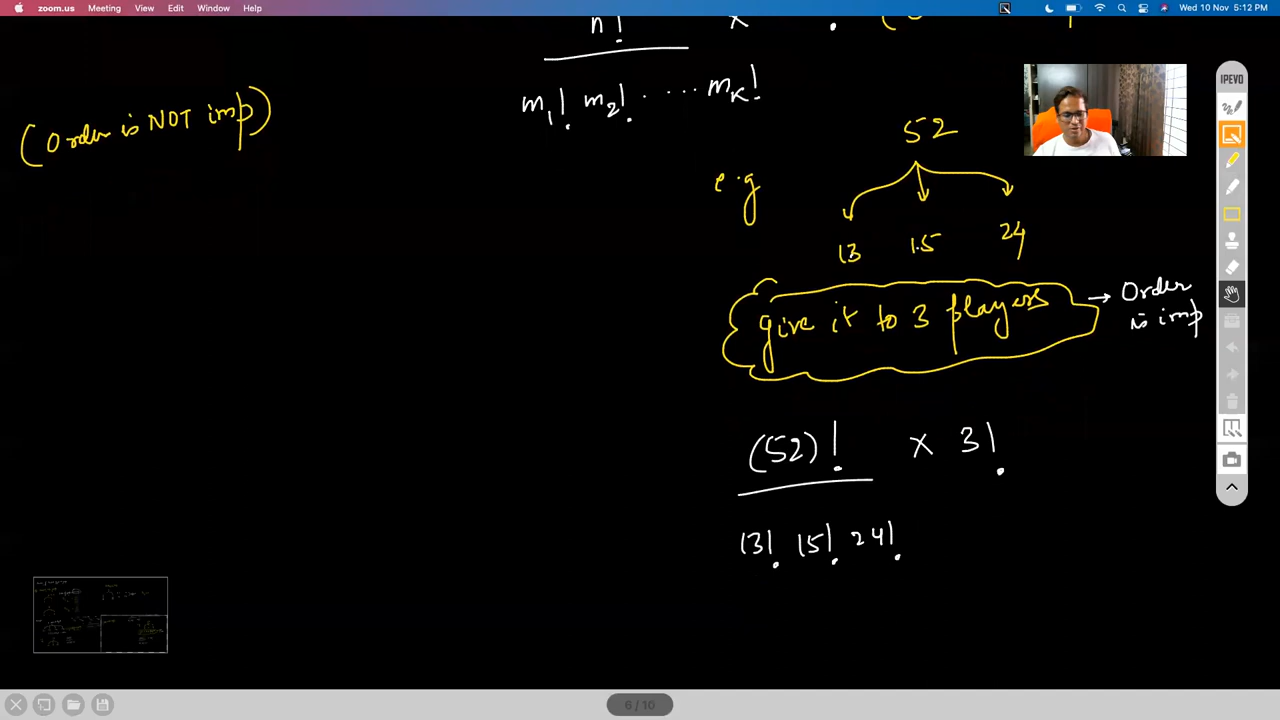 zoom.us Meeting View Edit Window Help Wed 10 Nov 5:12 PM
n! x
m1! m2! ..... mK!
(Order is NOT imp)
IPEVO
52
e.g
13 15 24
give it to 3 players → Order
is imp
(52)! x 3!
13! 15! 24!
6 / 10